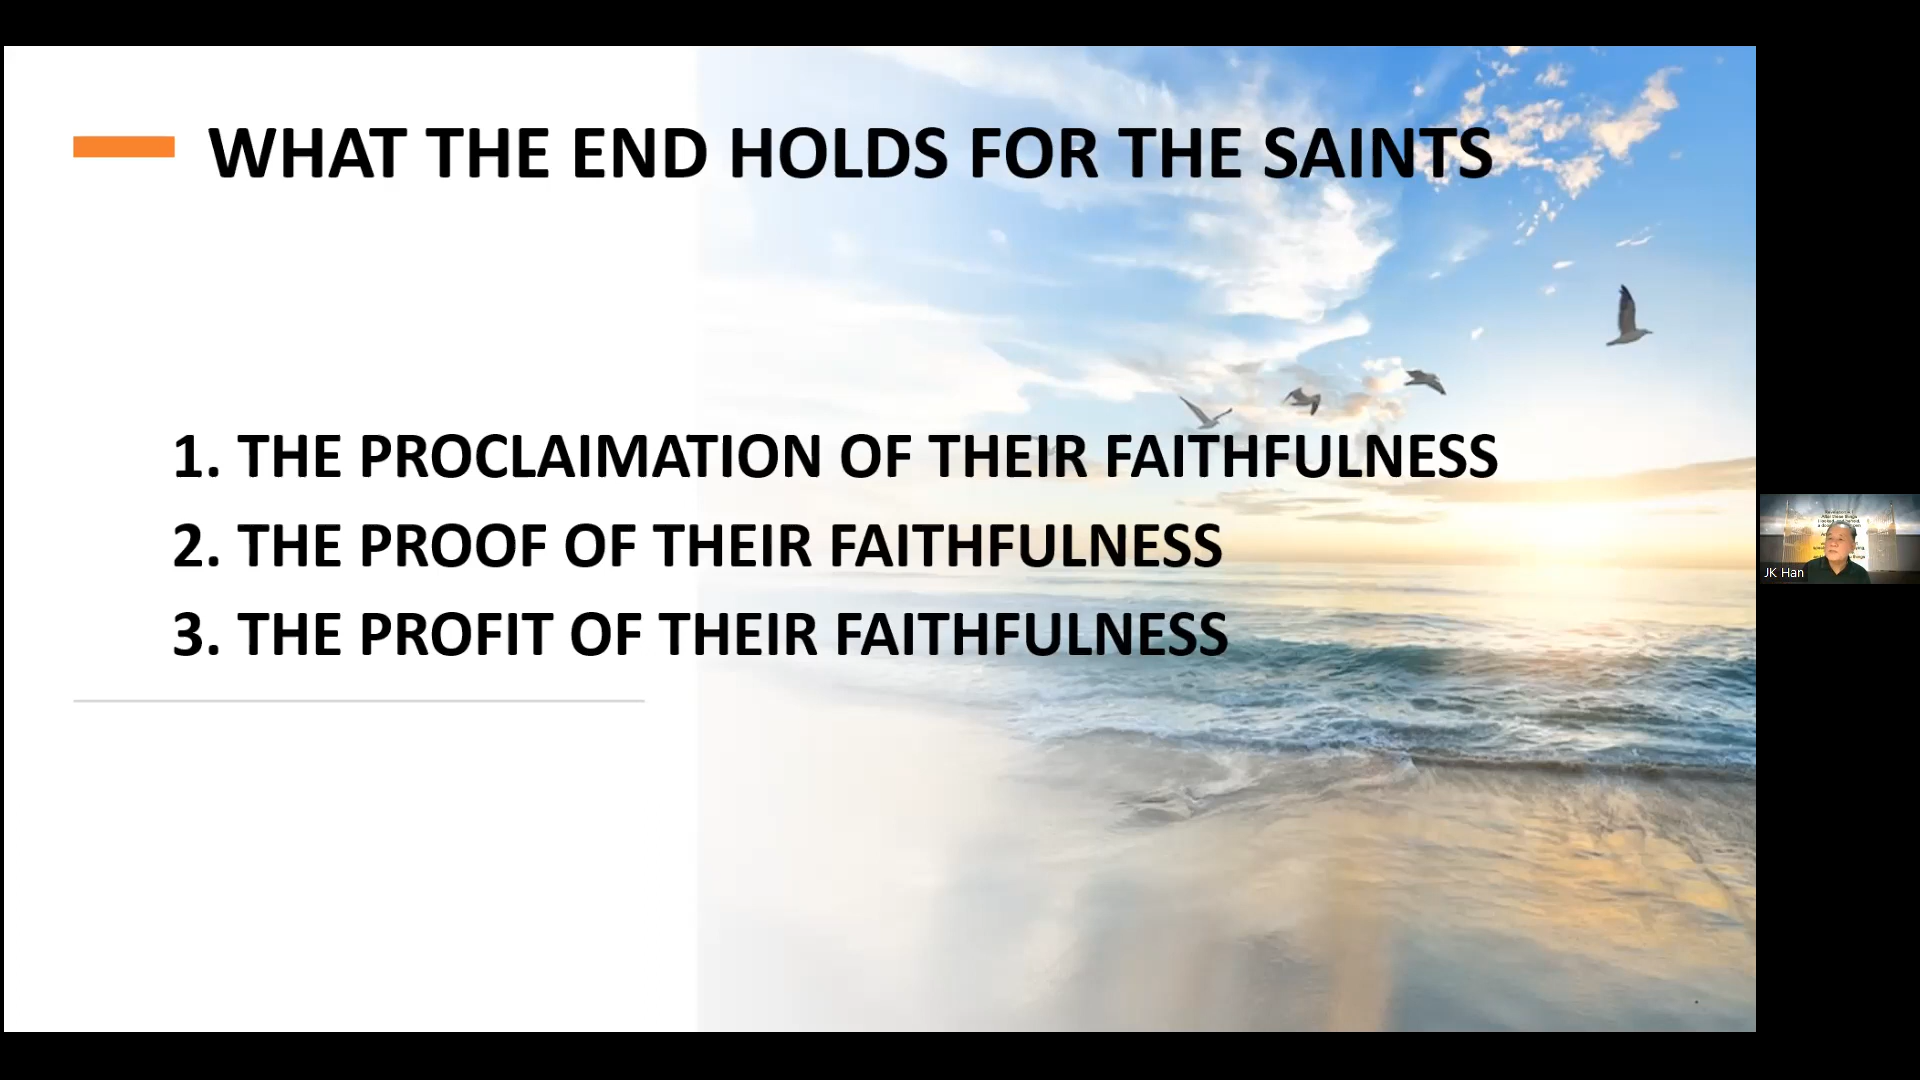 WHAT THE END HOLDS FOR THE SAINTS
1. THE PROCLAIMATION OF THEIR FAITHFULNESS
2. THE PROOF OF THEIR FAITHFULNESS
3. THE PROFIT OF THEIR FAITHFULNESS
JK Han